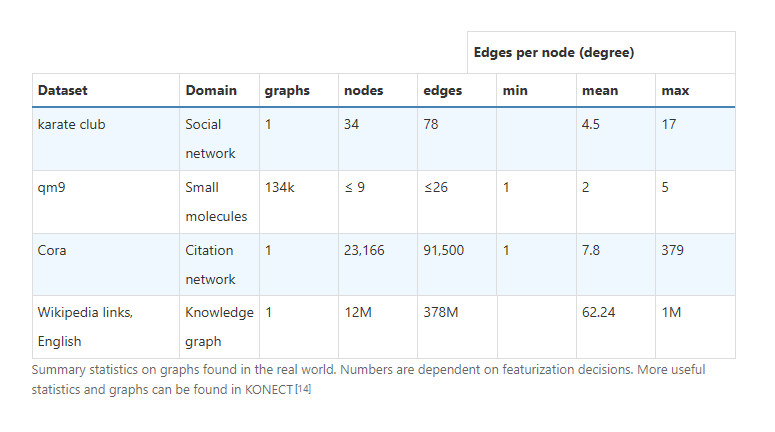 Edges per node (degree)
Dataset Domain graphs nodes edges min mean max
karate club Social 1 34 78 4.5 17
network
qm9 Small 134k ≤ 9 ≤26 1 2 5
molecules
Cora Citation 1 23,166 91,500 1 7.8 379
network
Wikipedia links, Knowledge 1 12M 378M 62.24 1M
English graph
Summary statistics on graphs found in the real world. Numbers are dependent on featurization decisions. More useful
statistics and graphs can be found in KONECT[14]